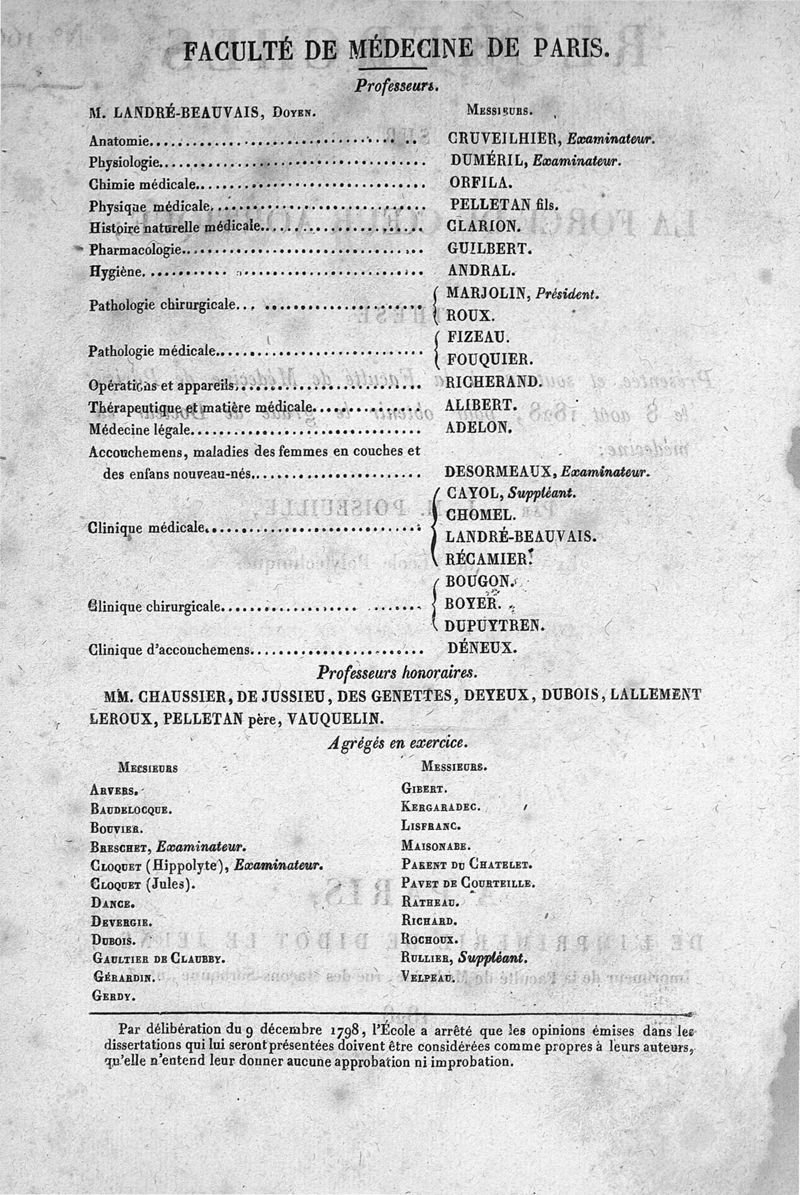 FACULTÉ DE MÉDECINE DE PARIS.
Professeurs.
M. LANDRÉ-BEAUVAIS, Doyen. Messieurs.
Anatomie........................................ CRUVEILHIER, Examinateur.
Physiologie........................................ DUMÉRIL, Examinateur.
Chimie médicale................................. ORFILA.
Physique médicale................................ PELLETAN fils.
Histoire naturelle médicale......................... CLARION.
Pharmacologie.................................... GUILBERT.
Hygiène........................................ ANDRAL.
Pathologie chirurgicale........................... { MARJOLIN, Président.
ROUX.
Pathologie médicale.............................. { FIZEAU.
FOUQUIER.
Opérations et appareils........................... RICHERAND.
Thérapeutique et matière médicale................ ALIBERT.
Médecine légale................................. ADELON.
Accouchemens, maladies des femmes en couches et
des enfans nouveau-nés........................ DESORMEAUX, Examinateur.
Clinique médicale............................... { CAYOL, Suppléant.
CHOMEL.
LANDRÉ-BEAUVAIS.
RÉCAMIER.
Clinique chirurgicale............................. { BOUGON.
BOYER.
DUPUYTREN.
Clinique d'accouchemens........................ DÉNEUX.
Professeurs honoraires.
MM. CHAUSSIER, DE JUSSIEU, DES GENETTES, DEYEUX, DUBOIS, LALLEMENT
LEROUX, PELLETAN père, VAUQUELIN.
Agrégés en exercice.
Messieurs
Arvers.
Baudelocque.
Bouvier.
Breschet, Examinateur.
Cloquet (Hippolyte), Examinateur.
Cloquet (Jules).
Dance.
Devergie.
Dubois.
Gaultier de Claubry.
Gérardin.
Gerdy.
Messieurs.
Gibert.
Kergaradec.
Lisfranc.
Maisonabe.
Parent du Chatelet.
Pavet de Courteille.
Ratheau.
Richard.
Rochoux.
Rullier, Suppléant.
Velpeau.
Par délibération du 9 décembre 1798, l'École a arrêté que les opinions émises dans les
dissertations qui lui seront présentées doivent être considérées comme propres à leurs auteurs,
qu'elle n'entend leur donner aucune approbation ni improbation.